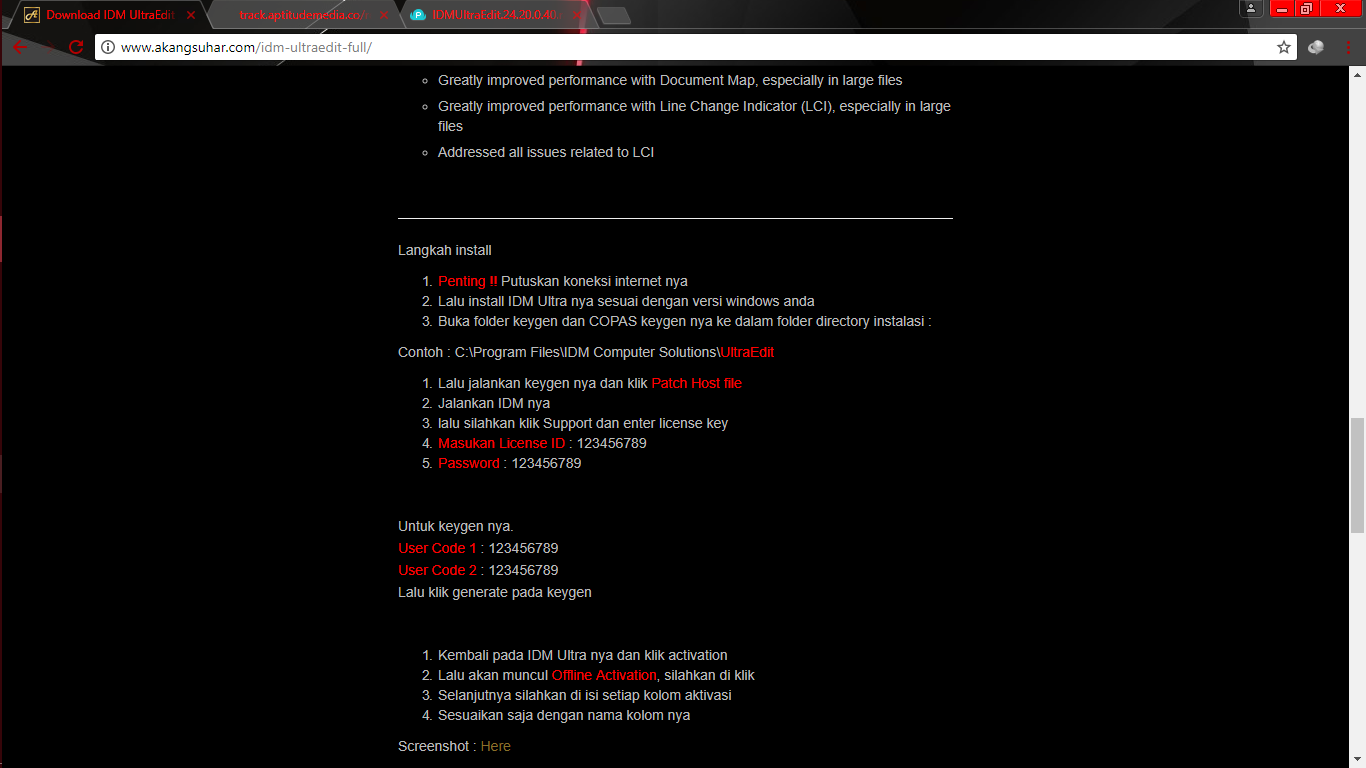 Download IDM UltraEdit
track.aptitudemedia.co/
IDMUltraEdit.24.20.0.40.
www.akangsuhar.com/idm-ultraedit-full/
Greatly improved performance with Document Map, especially in large files
Greatly improved performance with Line Change Indicator (LCI), especially in large
files
Addressed all issues related to LCI
Langkah install
1. Penting !! Putuskan koneksi internet nya
2. Lalu install IDM Ultra nya sesuai dengan versi windows anda
3. Buka folder keygen dan COPAS keygen nya ke dalam folder directory instalasi :
Contoh : C:\Program Files\IDM Computer Solutions\UltraEdit
1. Lalu jalankan keygen nya dan klik Patch Host file
2. Jalankan IDM nya
3. lalu silahkan klik Support dan enter license key
4. Masukan License ID : 123456789
5. Password : 123456789
Untuk keygen nya.
User Code 1 : 123456789
User Code 2 : 123456789
Lalu klik generate pada keygen
1. Kembali pada IDM Ultra nya dan klik activation
2. Lalu akan muncul Offline Activation, silahkan di klik
3. Selanjutnya silahkan di isi setiap kolom aktivasi
4. Sesuaikan saja dengan nama kolom nya
Screenshot : Here